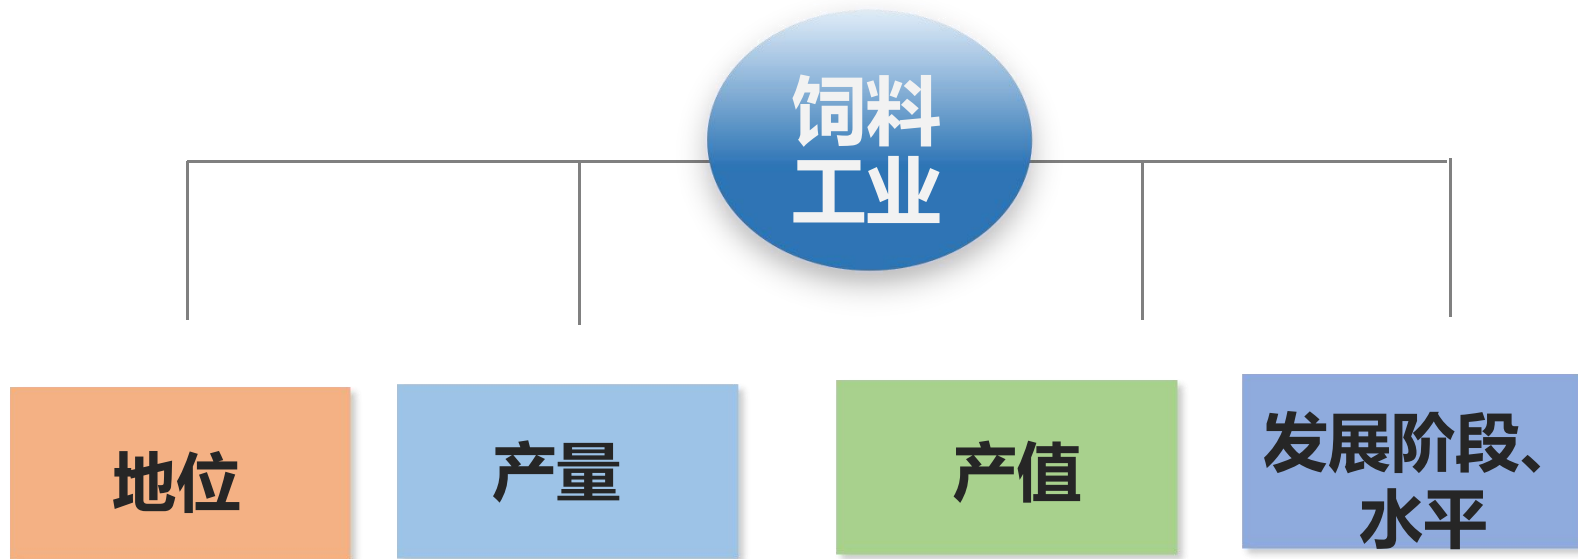 饲料
工业
地位
产量
产值
发展阶段、
水平